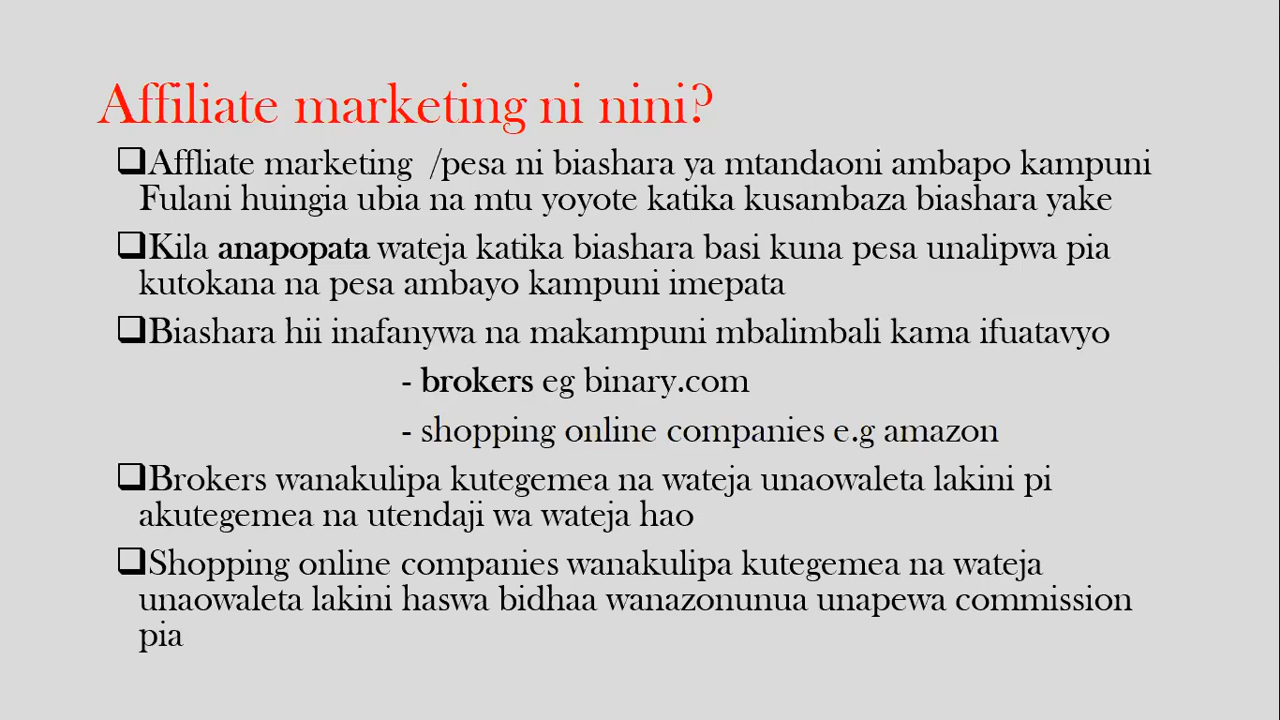 Affiliate marketing ni nini?
❑Affliate marketing /pesa ni biashara ya mtandaoni ambapo kampuni
Fulani huingia ubia na mtu yoyote katika kusambaza biashara yake
❑Kila anapopata wateja katika biashara basi kuna pesa unalipwa pia
kutokana na pesa ambayo kampuni imepata
❑Biashara hii inafanywa na makampuni mbalimbali kama ifuatavyo
- brokers eg binary.com
- shopping online companies e.g amazon
❑Brokers wanakulipa kutegemea na wateja unaowaleta lakini pi
akutegemea na utendaji wa wateja hao
❑Shopping online companies wanakulipa kutegemea na wateja
unaowaleta lakini haswa bidhaa wanazonunua unapewa commission
pia